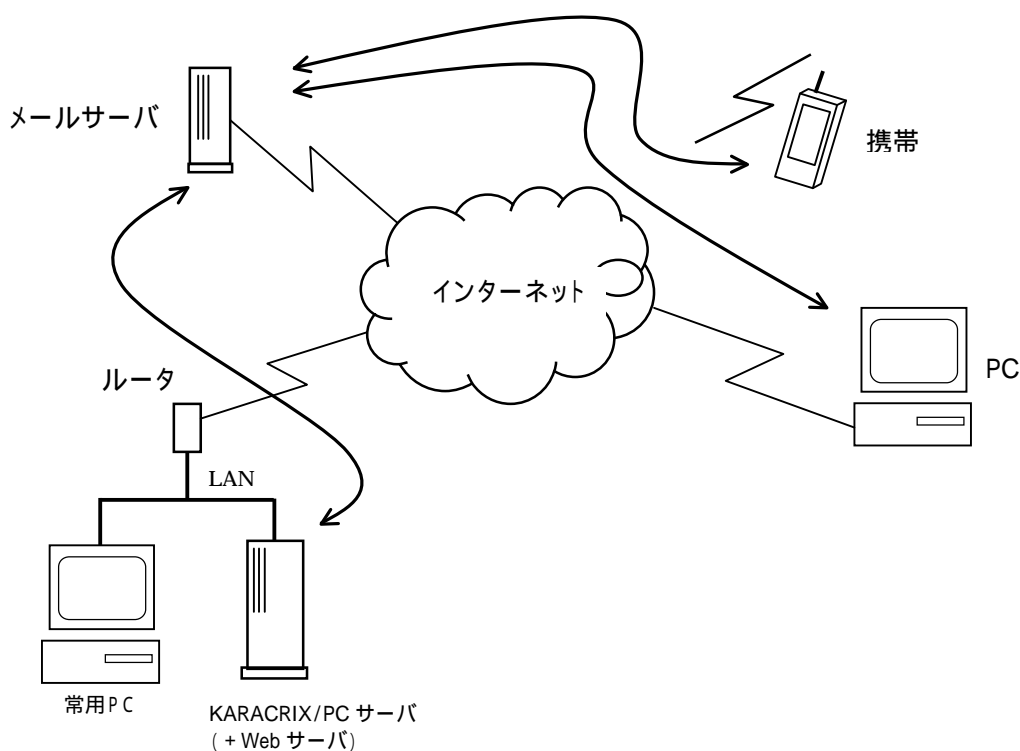 メールサーバ
携帯
インターネット
ルータ
PC
LAN
常用PC
KARACRIX/PC サーバ
( + Web サーバ)